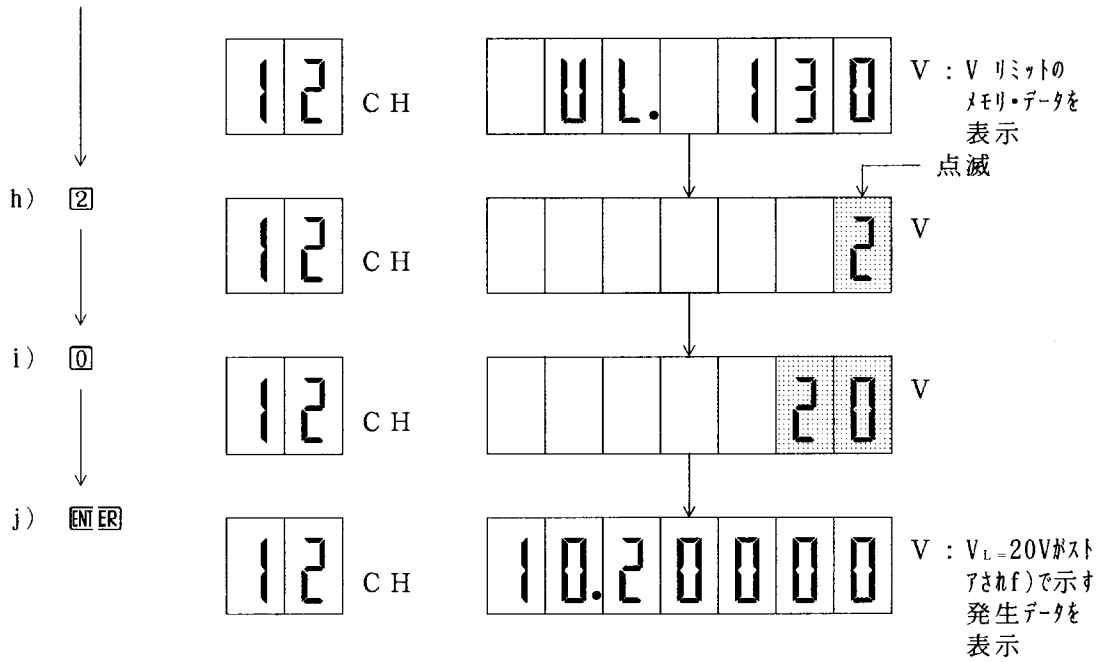 12 CH UL. 130 V : V リミットの
メモリ・データを
表示
点滅
h) 2 12 CH 2 V
i) 0 12 CH 20 V
j) ENTER 12 CH 10.20000 V : VL=20Vがスト
アされf)で示す
発生データを
表示